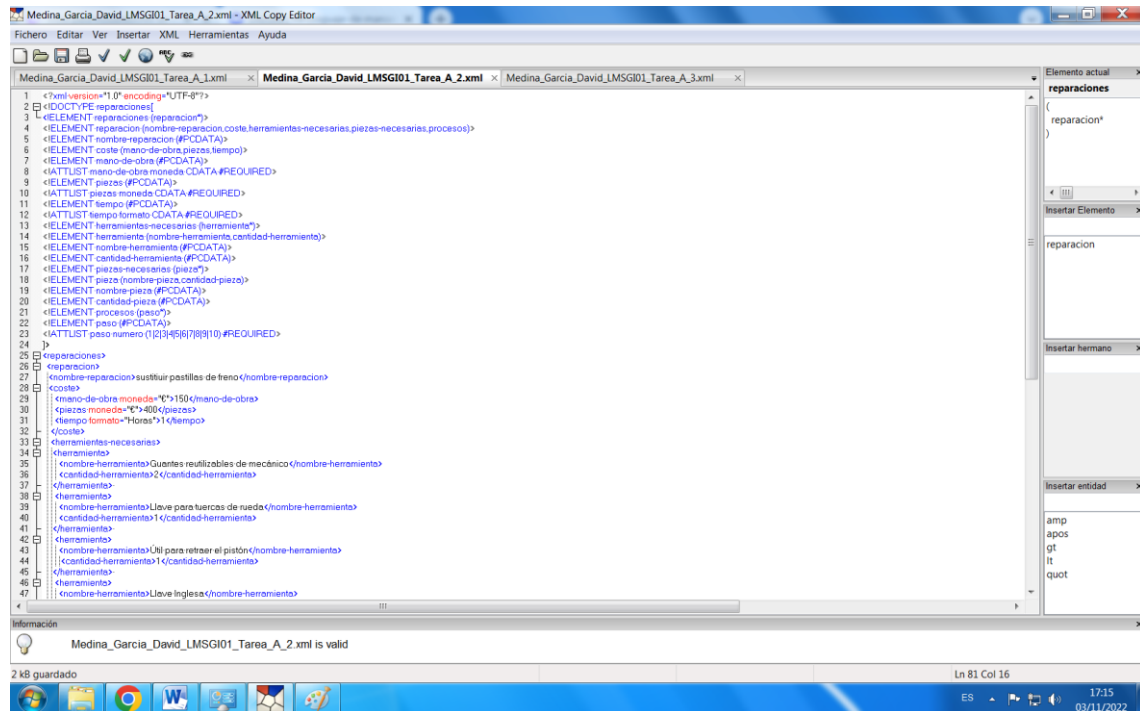 Medina_Garcia_David_LMSGI01_Tarea_A_2.xml - XML Copy Editor
Fichero Editar Ver Insertar XML Herramientas Ayuda
Medina_Garcia_David_LMSGI01_Tarea_A_1.xml Medina_Garcia_David_LMSGI01_Tarea_A_2.xml Medina_Garcia_David_LMSGI01_Tarea_A_3.xml
1 <?xml version="1.0" encoding="UTF-8"?>
2 <!DOCTYPE reparaciones[
3 <!ELEMENT reparaciones (reparacion*)>
4 <!ELEMENT reparacion (nombre-reparacion,coste,herramientas-necesarias,piezas-necesarias,procesos)>
5 <!ELEMENT nombre-reparacion (#PCDATA)>
6 <!ELEMENT coste (mano-de-obra,piezas,tiempo)>
7 <!ELEMENT mano-de-obra (#PCDATA)>
8 <!ATTLIST mano-de-obra moneda CDATA #REQUIRED>
9 <!ELEMENT piezas (#PCDATA)>
10 <!ATTLIST piezas moneda CDATA #REQUIRED>
11 <!ELEMENT tiempo (#PCDATA)>
12 <!ATTLIST tiempo formato CDATA #REQUIRED>
13 <!ELEMENT herramientas-necesarias (herramienta*)>
14 <!ELEMENT herramienta (nombre-herramienta,cantidad-herramienta)>
15 <!ELEMENT nombre-herramienta (#PCDATA)>
16 <!ELEMENT cantidad-herramienta (#PCDATA)>
17 <!ELEMENT piezas-necesarias (pieza*)>
18 <!ELEMENT pieza (nombre-pieza,cantidad-pieza)>
19 <!ELEMENT nombre-pieza (#PCDATA)>
20 <!ELEMENT cantidad-pieza (#PCDATA)>
21 <!ELEMENT procesos (paso*)>
22 <!ELEMENT paso (#PCDATA)>
23 <!ATTLIST paso numero (1|2|3|4|5|6|7|8|9|10) #REQUIRED>
24 ]>
25 <reparaciones>
26 <reparacion>
27 <nombre-reparacion>sustituir pastillas de freno</nombre-reparacion>
28 <coste>
29 <mano-de-obra moneda="€">150</mano-de-obra>
30 <piezas moneda="€">400</piezas>
31 <tiempo formato="Horas">1</tiempo>
32 </coste>
33 <herramientas-necesarias>
34 <herramienta>
35 <nombre-herramienta>Guantes reutilizables de mecánico</nombre-herramienta>
36 <cantidad-herramienta>2</cantidad-herramienta>
37 </herramienta>
38 <herramienta>
39 <nombre-herramienta>Llave para tuercas de rueda</nombre-herramienta>
40 <cantidad-herramienta>1</cantidad-herramienta>
41 </herramienta>
42 <herramienta>
43 <nombre-herramienta>Útil para retraer el pistón</nombre-herramienta>
44 <cantidad-herramienta>1</cantidad-herramienta>
45 </herramienta>
46 <herramienta>
47 <nombre-herramienta>Llave Inglesa</nombre-herramienta>
Elemento actual
reparaciones
(
reparacion*
)
Insertar Elemento
reparacion
Insertar hermano
Insertar entidad
amp
apos
gt
lt
quot
Información
Medina_Garcia_David_LMSGI01_Tarea_A_2.xml is valid
2 kB guardado
Ln 81 Col 16
ES
17:15
03/11/2022